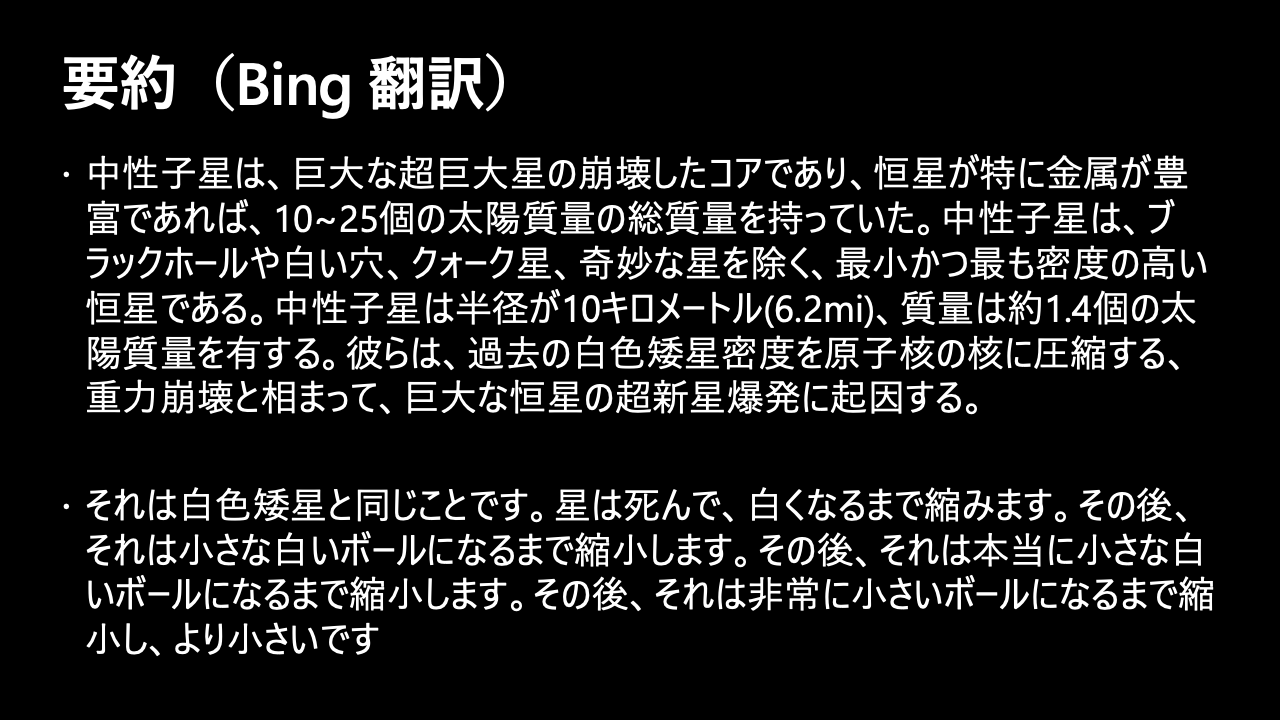 要約（Bing 翻訳）
・中性子星は、巨大な超巨大星の崩壊したコアであり、恒星が特に金属が豊
富であれば、10~25個の太陽質量の総質量を持っていた。中性子星は、ブ
ラックホールや白い穴、クォーク星、奇妙な星を除く、最小かつ最も密度の高い
恒星である。中性子星は半径が10キロメートル(6.2mi)、質量は約1.4個の太
陽質量を有する。彼らは、過去の白色矮星密度を原子核の核に圧縮する、
重力崩壊と相まって、巨大な恒星の超新星爆発に起因する。
・それは白色矮星と同じことです。星は死んで、白くなるまで縮みます。その後、
それは小さな白いボールになるまで縮小します。その後、それは本当に小さな白
いボールになるまで縮小します。その後、それは非常に小さいボールになるまで縮
小し、より小さいです